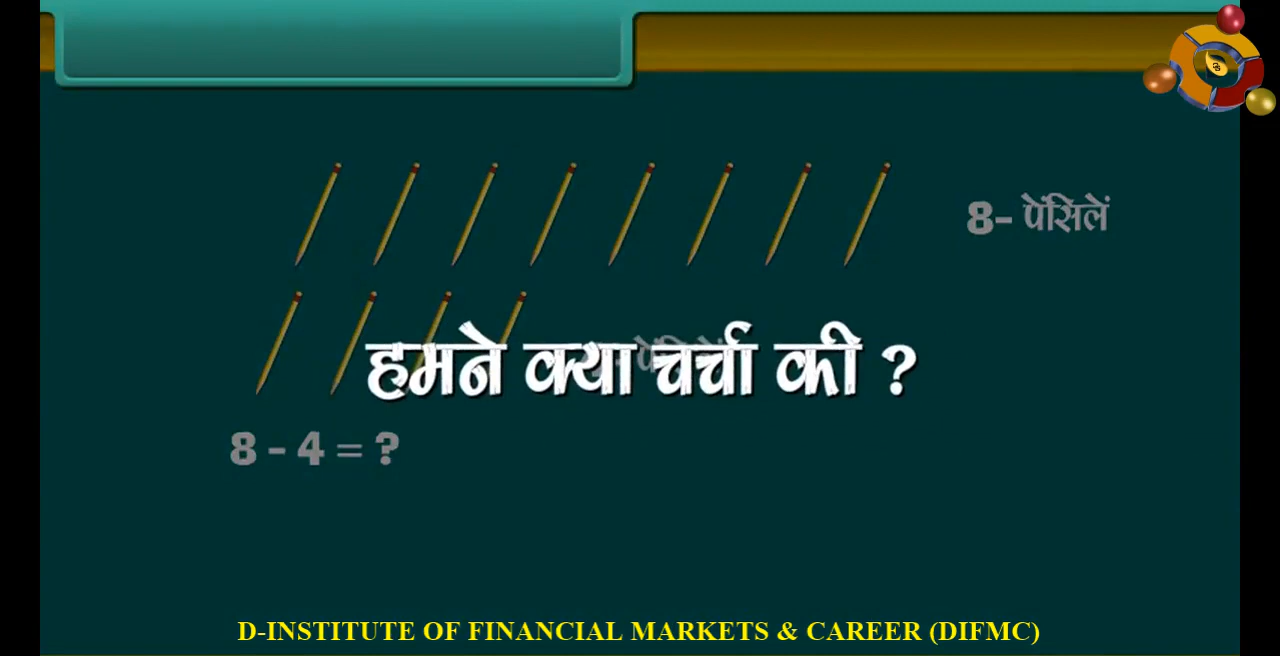 8- पेंसिलें
हमने क्या चर्चा की ?
8 - 4 = ?
D-INSTITUTE OF FINANCIAL MARKETS & CAREER (DIFMC)